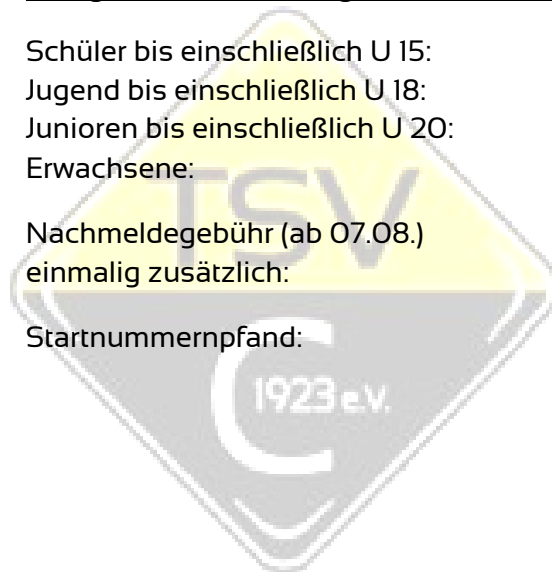 Schüler bis einschließlich U 15:
Jugend bis einschließlich U 18:
Junioren bis einschließlich U 20:
Erwachsene:
TSV
Nachmeldegebühr (ab 07.08.)
einmalig zusätzlich:
Startnummernpfand:
C
1923 e.V.